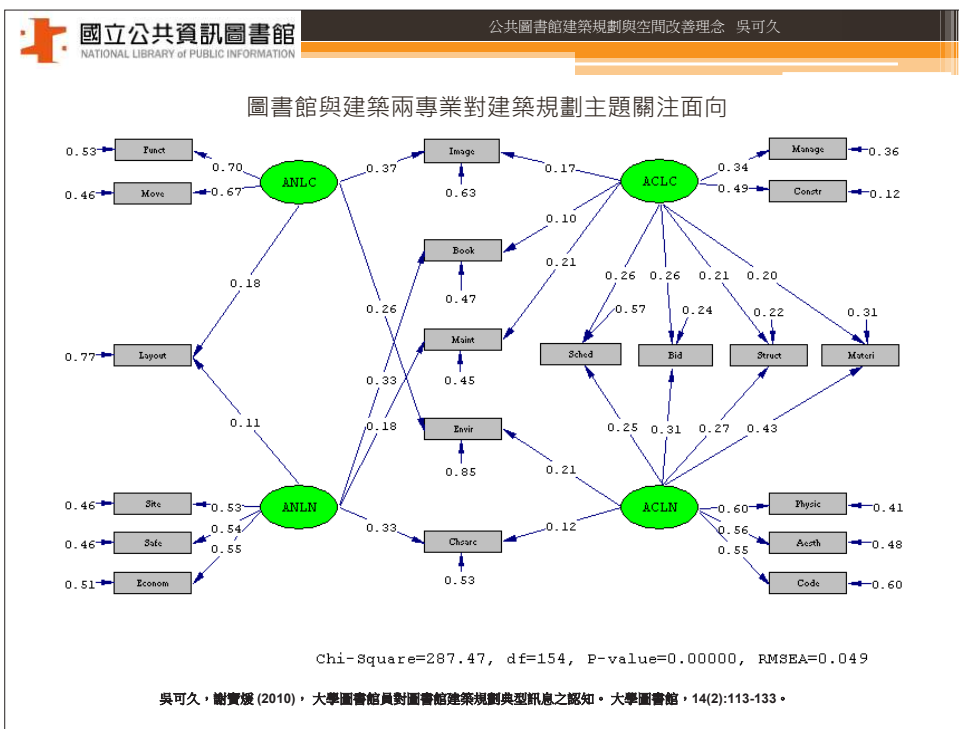 國立公共資訊圖書館
NATIONAL LIBRARY of PUBLIC INFORMATION
公共圖書館建築規劃與空間改善理念 吳可久
圖書館與建築兩專業對建築規劃主題關注面向
0.53 Funct 0.70 ANLC 0.37 Image 0.17 ACLC 0.34 Manage 0.36
0.46 Move 0.67 0.63 0.49 Constr 0.12
0.10
Book
0.21
0.18 0.26 0.47 0.26 0.26 0.21 0.20
0.57 0.24 0.22 0.31
0.77 Layout Maint Sched Bid Struct Materi
0.33 0.45
0.11 0.18 Envir 0.25 0.31 0.27 0.43
0.85 0.21
0.46 Site 0.53 ANLN ACLN 0.60 Physic 0.41
0.46 Safe 0.54 0.33 Chsarc 0.12 0.56 Aesth 0.48
0.51 Econom 0.55 0.53 0.55 Code 0.60
Chi-Square=287.47, df=154, P-value=0.00000, RMSEA=0.049
吳可久，謝寶煖 (2010)， 大學圖書館員對圖書館建築規劃典型訊息之認知。 大學圖書館，14(2):113-133。